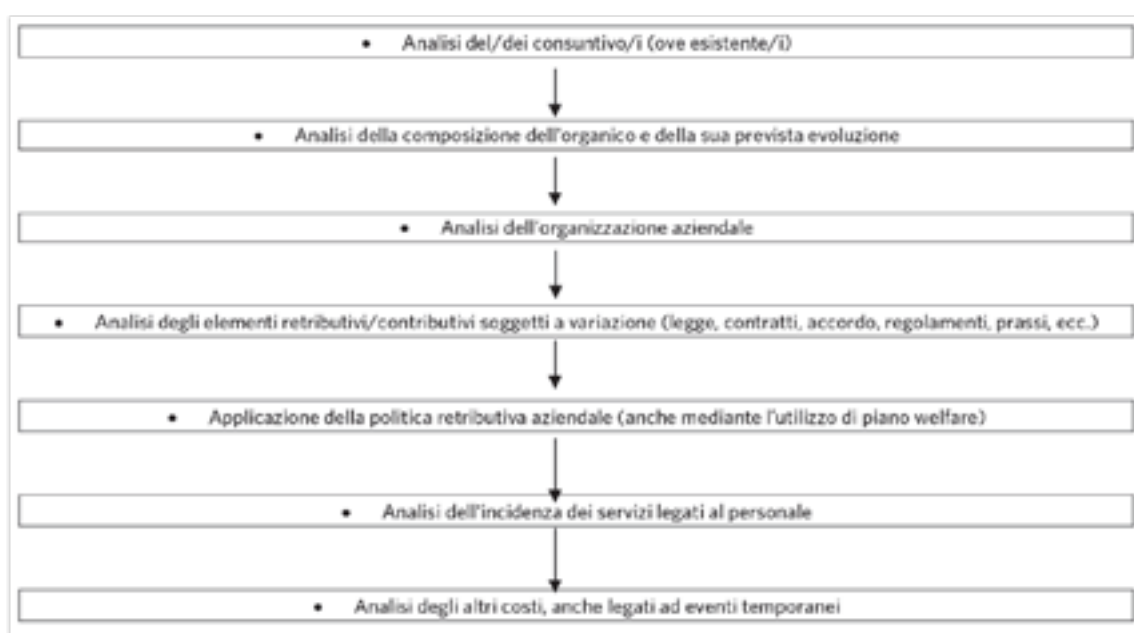 • Analisi del/dei consuntivo/i (ove esistente/i)
• Analisi della composizione dell'organico e della sua prevista evoluzione
• Analisi dell'organizzazione aziendale
• Analisi degli elementi retributivi/contributivi soggetti a variazione (legge, contratti, accordo, regolamenti, prassi, ecc.)
• Applicazione della politica retributiva aziendale (anche mediante l'utilizzo di piano welfare)
• Analisi dell'incidenza dei servizi legati al personale
• Analisi degli altri costi, anche legati ad eventi temporanei